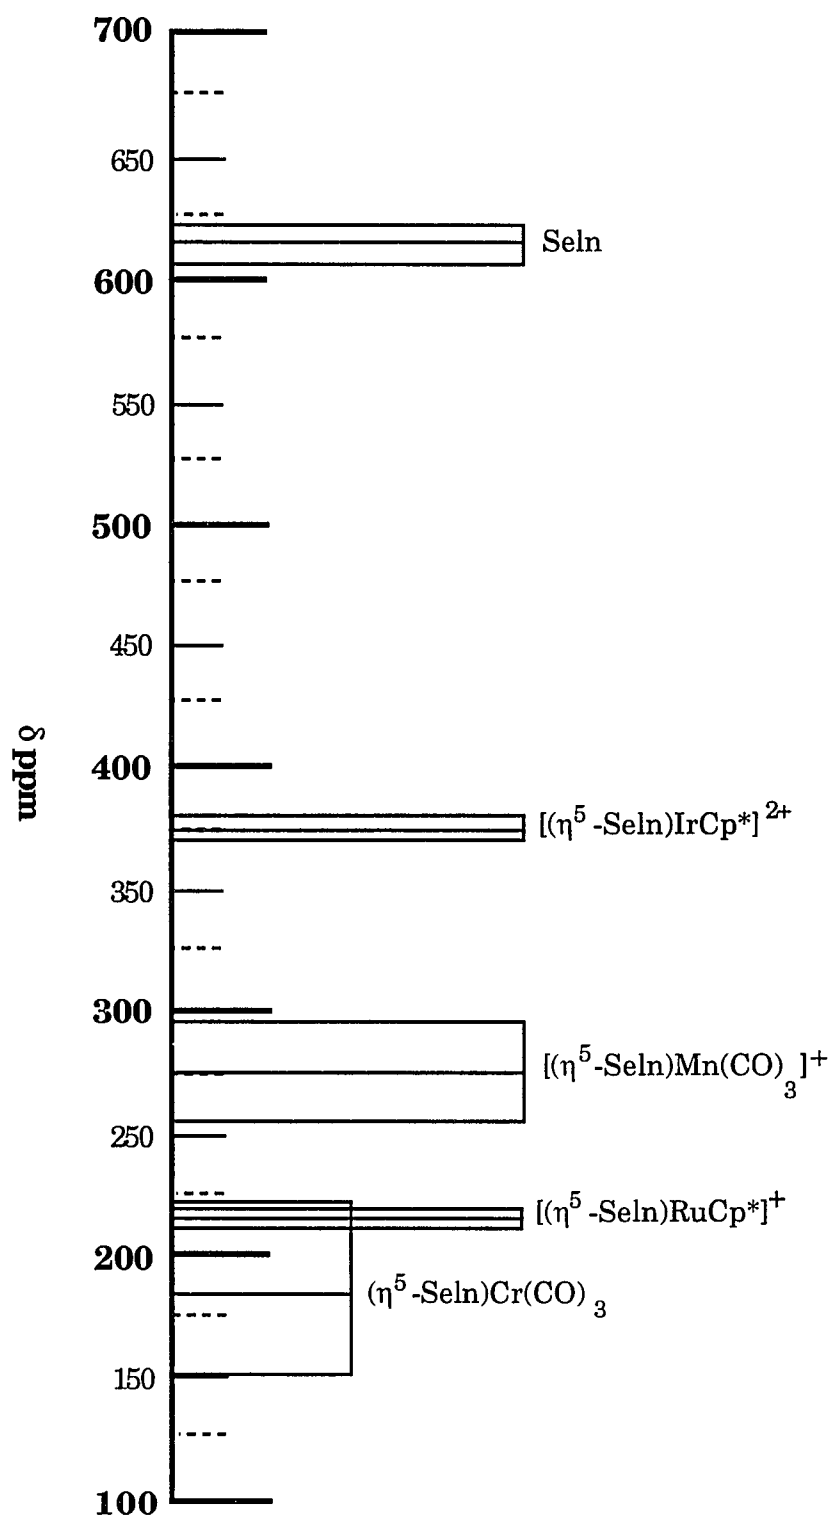 700
650
Seln
600
550
500
450
δ ppm
400
[(η⁵-Seln)IrCp*]²⁺
350
300
[(η⁵-Seln)Mn(CO)₃]⁺
250
[(η⁵-Seln)RuCp*]⁺
200
(η⁵-Seln)Cr(CO)₃
150
100